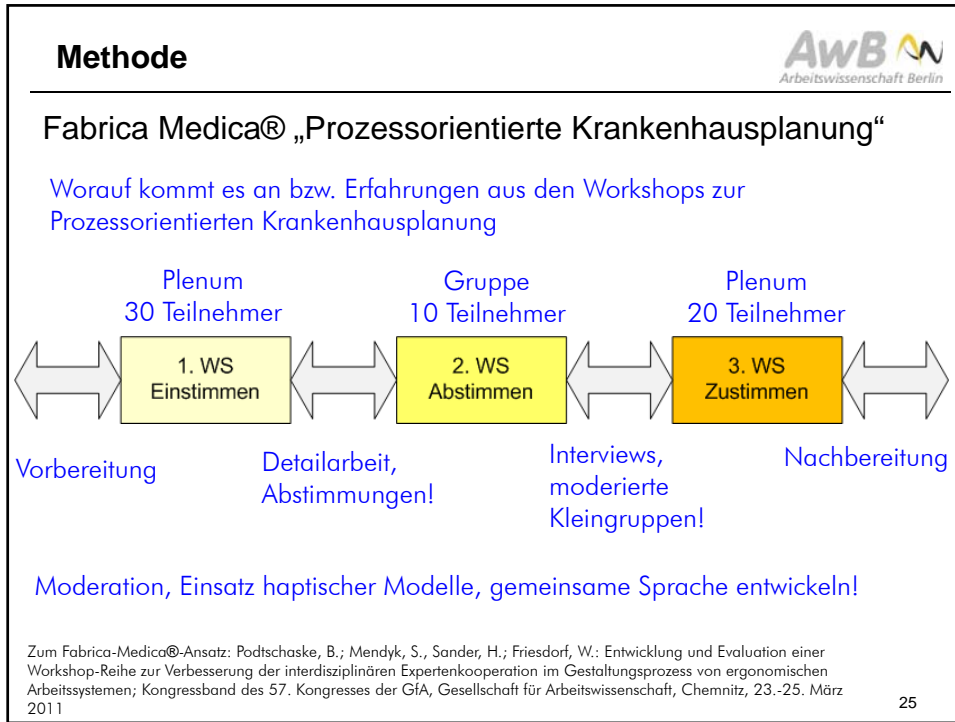 Methode
AwB
Arbeitswissenschaft Berlin
Fabrica Medica® „Prozessorientierte Krankenhausplanung“
Worauf kommt es an bzw. Erfahrungen aus den Workshops zur
Prozessorientierten Krankenhausplanung
Plenum
30 Teilnehmer
Gruppe
10 Teilnehmer
Plenum
20 Teilnehmer
1. WS
Einstimmen
2. WS
Abstimmen
3. WS
Zustimmen
Vorbereitung
Detailarbeit,
Abstimmungen!
Interviews,
moderierte
Kleingruppen!
Nachbereitung
Moderation, Einsatz haptischer Modelle, gemeinsame Sprache entwickeln!
Zum Fabrica-Medica®-Ansatz: Podtschaske, B.; Mendyk, S., Sander, H.; Friesdorf, W.: Entwicklung und Evaluation einer
Workshop-Reihe zur Verbesserung der interdisziplinären Expertenkooperation im Gestaltungsprozess von ergonomischen
Arbeitssystemen; Kongressband des 57. Kongresses der GfA, Gesellschaft für Arbeitswissenschaft, Chemnitz, 23.-25. März
2011
25